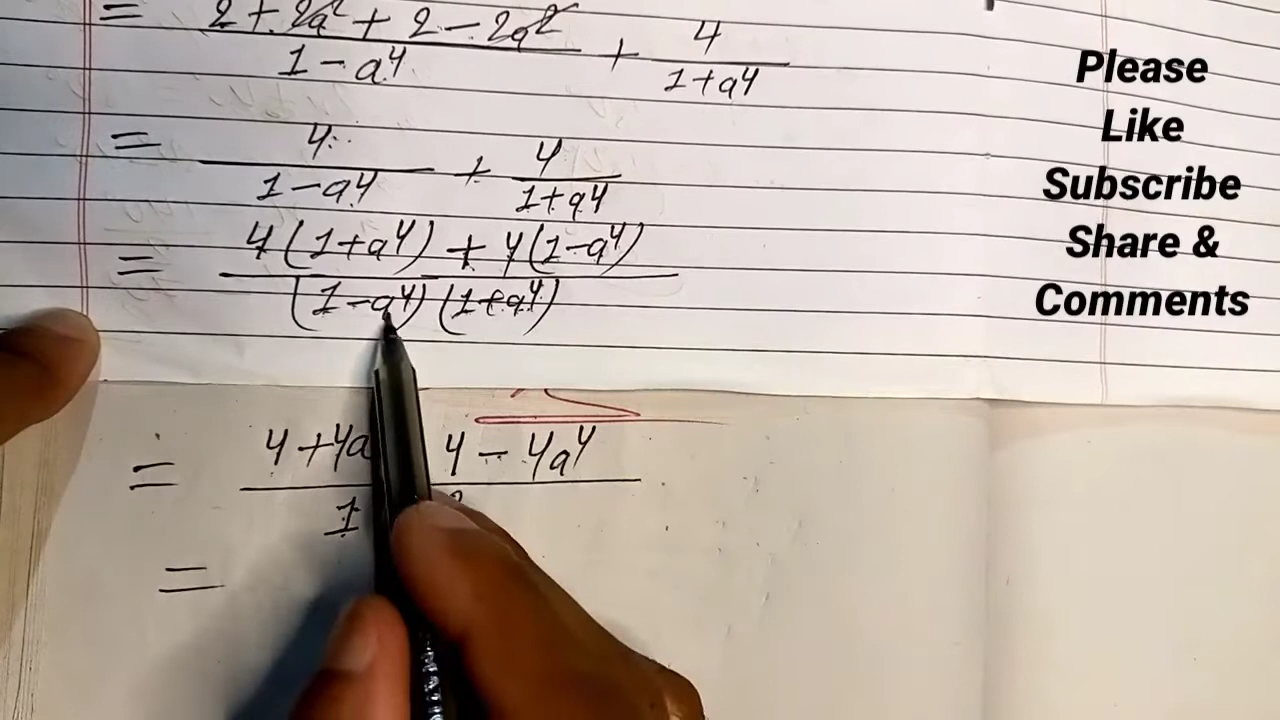 = 2 + 2a² + 2 - 2a² / 1 - a⁴ + 4 / 1 + a⁴
= 4 / 1 - a⁴ + 4 / 1 + a⁴
= 4(1+a⁴) + 4(1-a⁴) / (1-a⁴)(1+a⁴)
= 4 + 4a 4 - 4a⁴ / 1
=
Please
Like
Subscribe
Share &
Comments